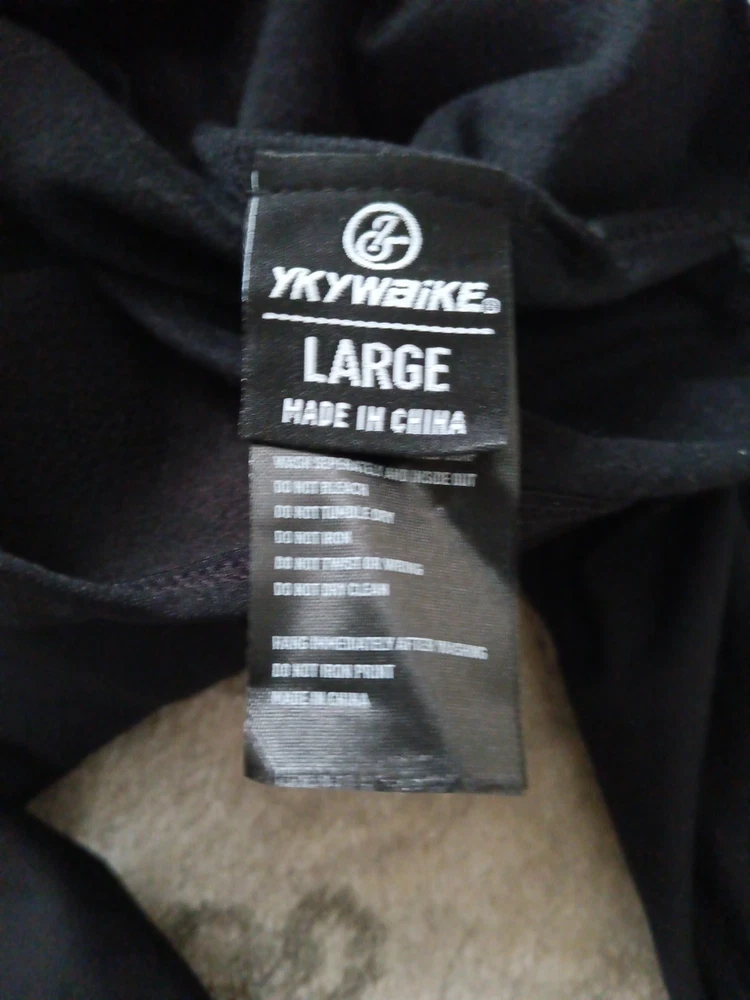 YKYWaiKE®
LARGE
MADE IN CHINA
WASH SEPARATELY AND INSIDE OUT
DO NOT BLEACH
DO NOT TUMBLE DRY
DO NOT IRON
DO NOT TWIST OR WRING
DO NOT DRY CLEAN
HANG IMMEDIATELY AFTER WASHING
DO NOT IRON PRINT
MADE IN CHINA